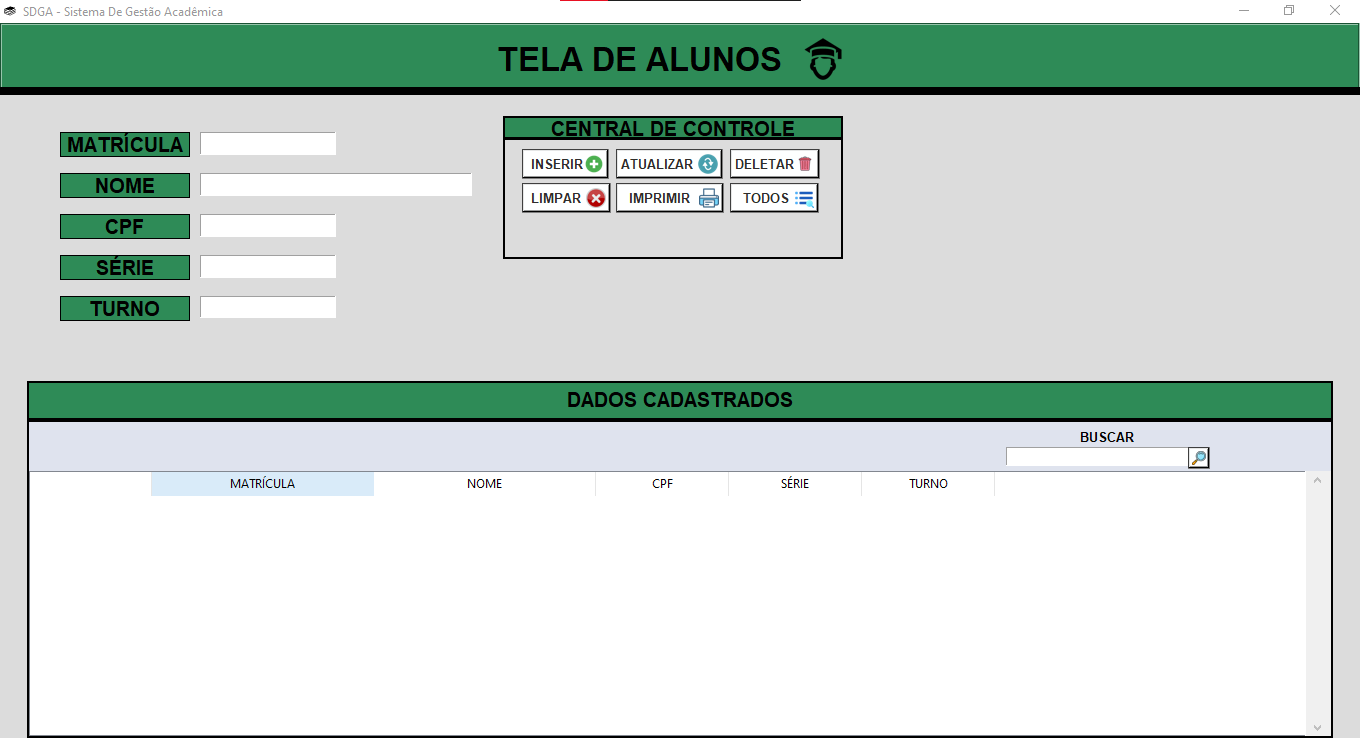 SDGA - Sistema De Gestão Acadêmica
TELA DE ALUNOS
MATRÍCULA
NOME
CPF
SÉRIE
TURNO
CENTRAL DE CONTROLE
INSERIR ATUALIZAR DELETAR
LIMPAR IMPRIMIR TODOS
DADOS CADASTRADOS
BUSCAR
MATRÍCULA NOME CPF SÉRIE TURNO